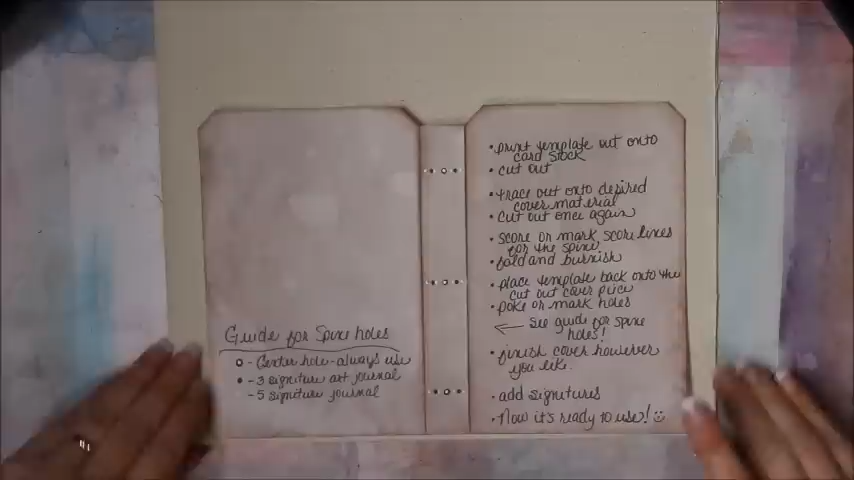 Guide for Spine holes
o - Center hole - always use
• - 3 signiture art journal
- 5 signiture journal
• print template out onto
card stock
• cut out
• trace out onto desired
cover material
• cut out once again
• score or mark score lines
for the spine
• fold and burnish
• place template back onto the
cut out cover piece
• poke or mark holes
← see guide for spine
holes!
• finish cover however
you like.
• add signitures
• Now it's ready to use! ☺